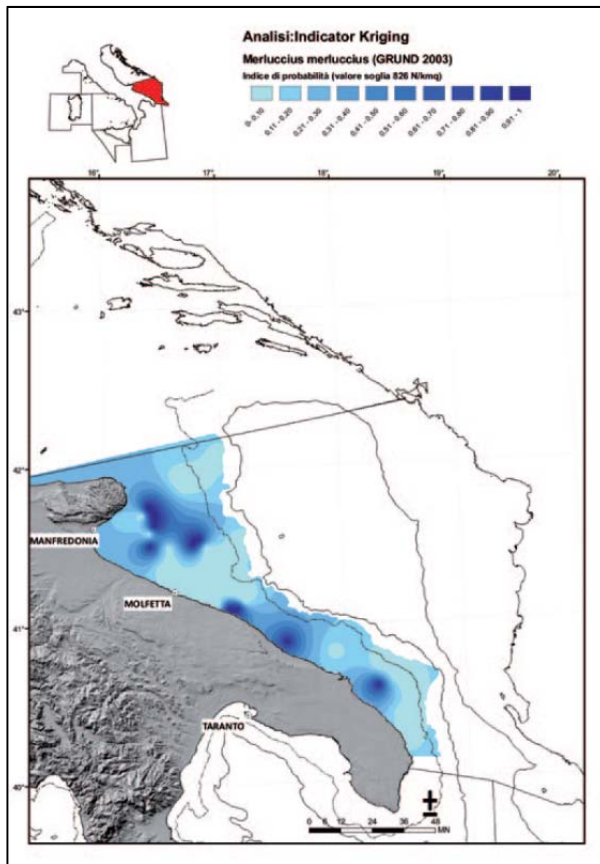 Analisi:Indicator Kriging
Merluccius merluccius (GRUND 2003)
Indice di probabilità (valore soglia 826 N/kmq)
0- 0,10
0,11 - 0,20
0,21 - 0,30
0,31 - 0,40
0,41 - 0,50
0,51 - 0,60
0,61 - 0,70
0,71 - 0,80
0,81 - 0,90
0,91 - 1
16 17 18 19 20
43
42
MANFREDONIA
MOLFETTA
41
TARANTO
40
0 6 12 24 36 48
MN